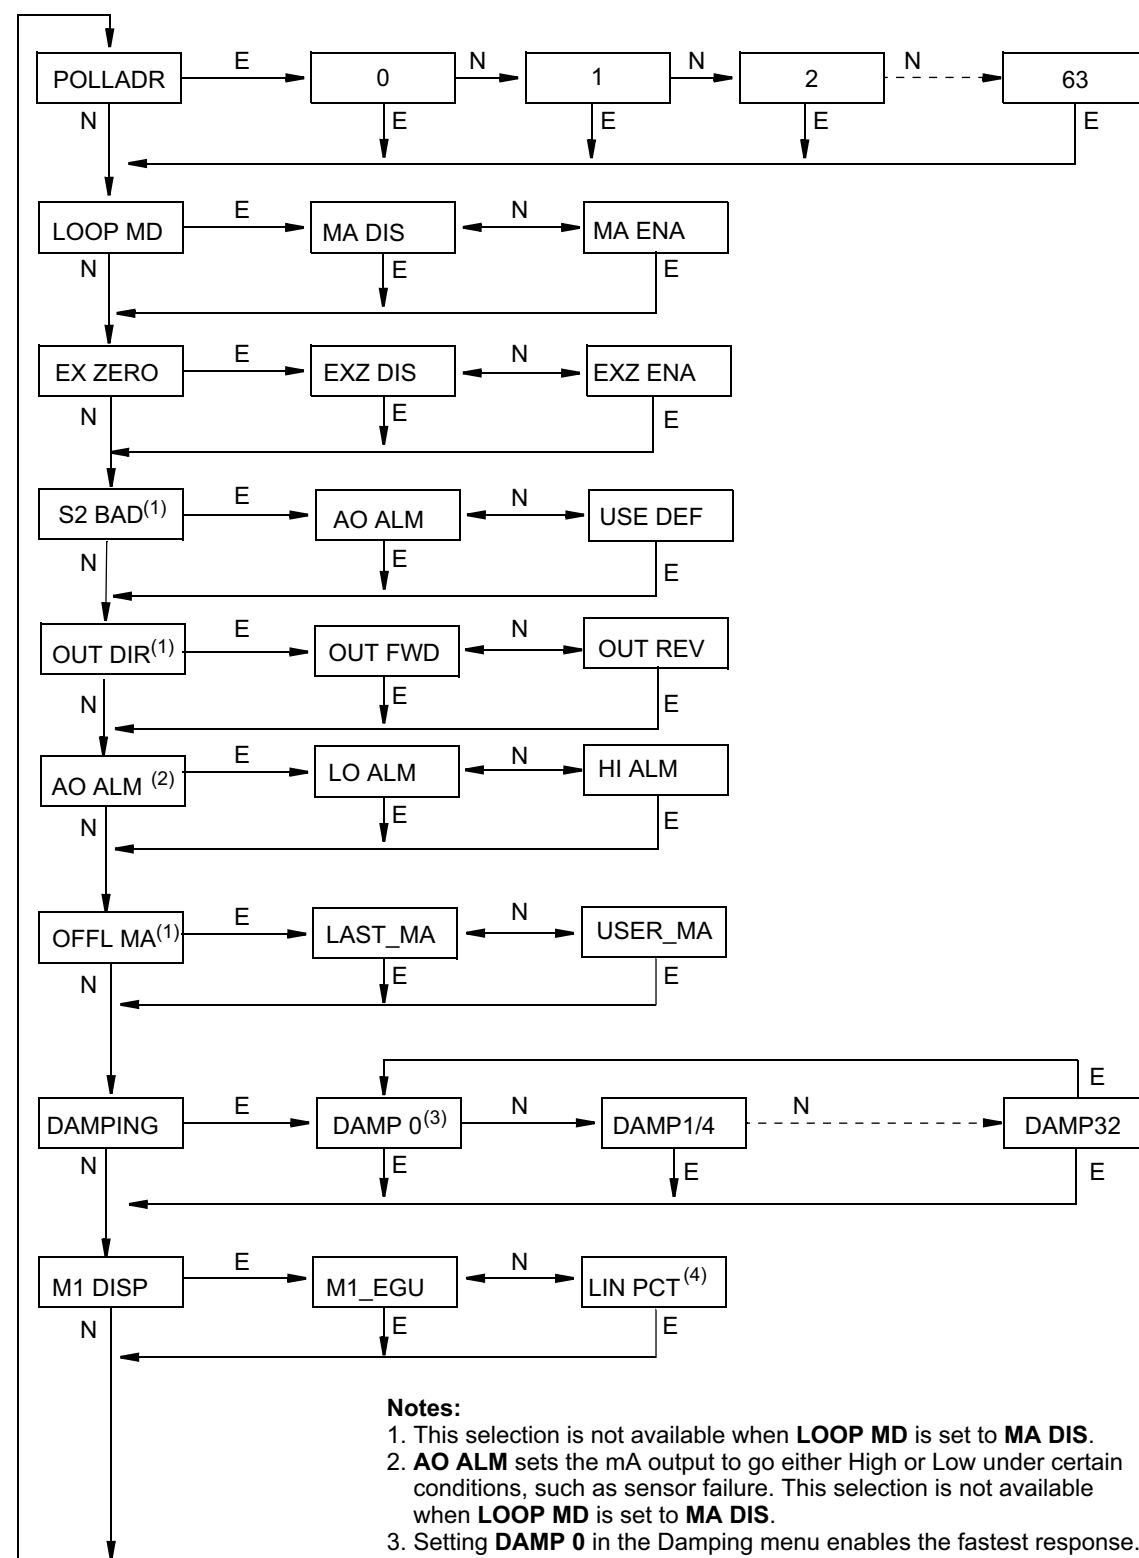 POLLADR E 0 N 1 N 2 N 63
N E E E E
LOOP MD E MA DIS N MA ENA
N E E
EX ZERO E EXZ DIS N EXZ ENA
N E E
S2 BAD(1) E AO ALM N USE DEF
N E E
OUT DIR(1) E OUT FWD N OUT REV
N E E
AO ALM (2) E LO ALM N HI ALM
N E E
OFFL MA(1) E LAST_MA N USER_MA
N E E
E
DAMPING E DAMP 0(3) N DAMP1/4 N DAMP32
N E E E
M1 DISP E M1_EGU N LIN PCT (4)
N E E
Notes:
1. This selection is not available when LOOP MD is set to MA DIS.
2. AO ALM sets the mA output to go either High or Low under certain
conditions, such as sensor failure. This selection is not available
when LOOP MD is set to MA DIS.
3. Setting DAMP 0 in the Damping menu enables the fastest response.